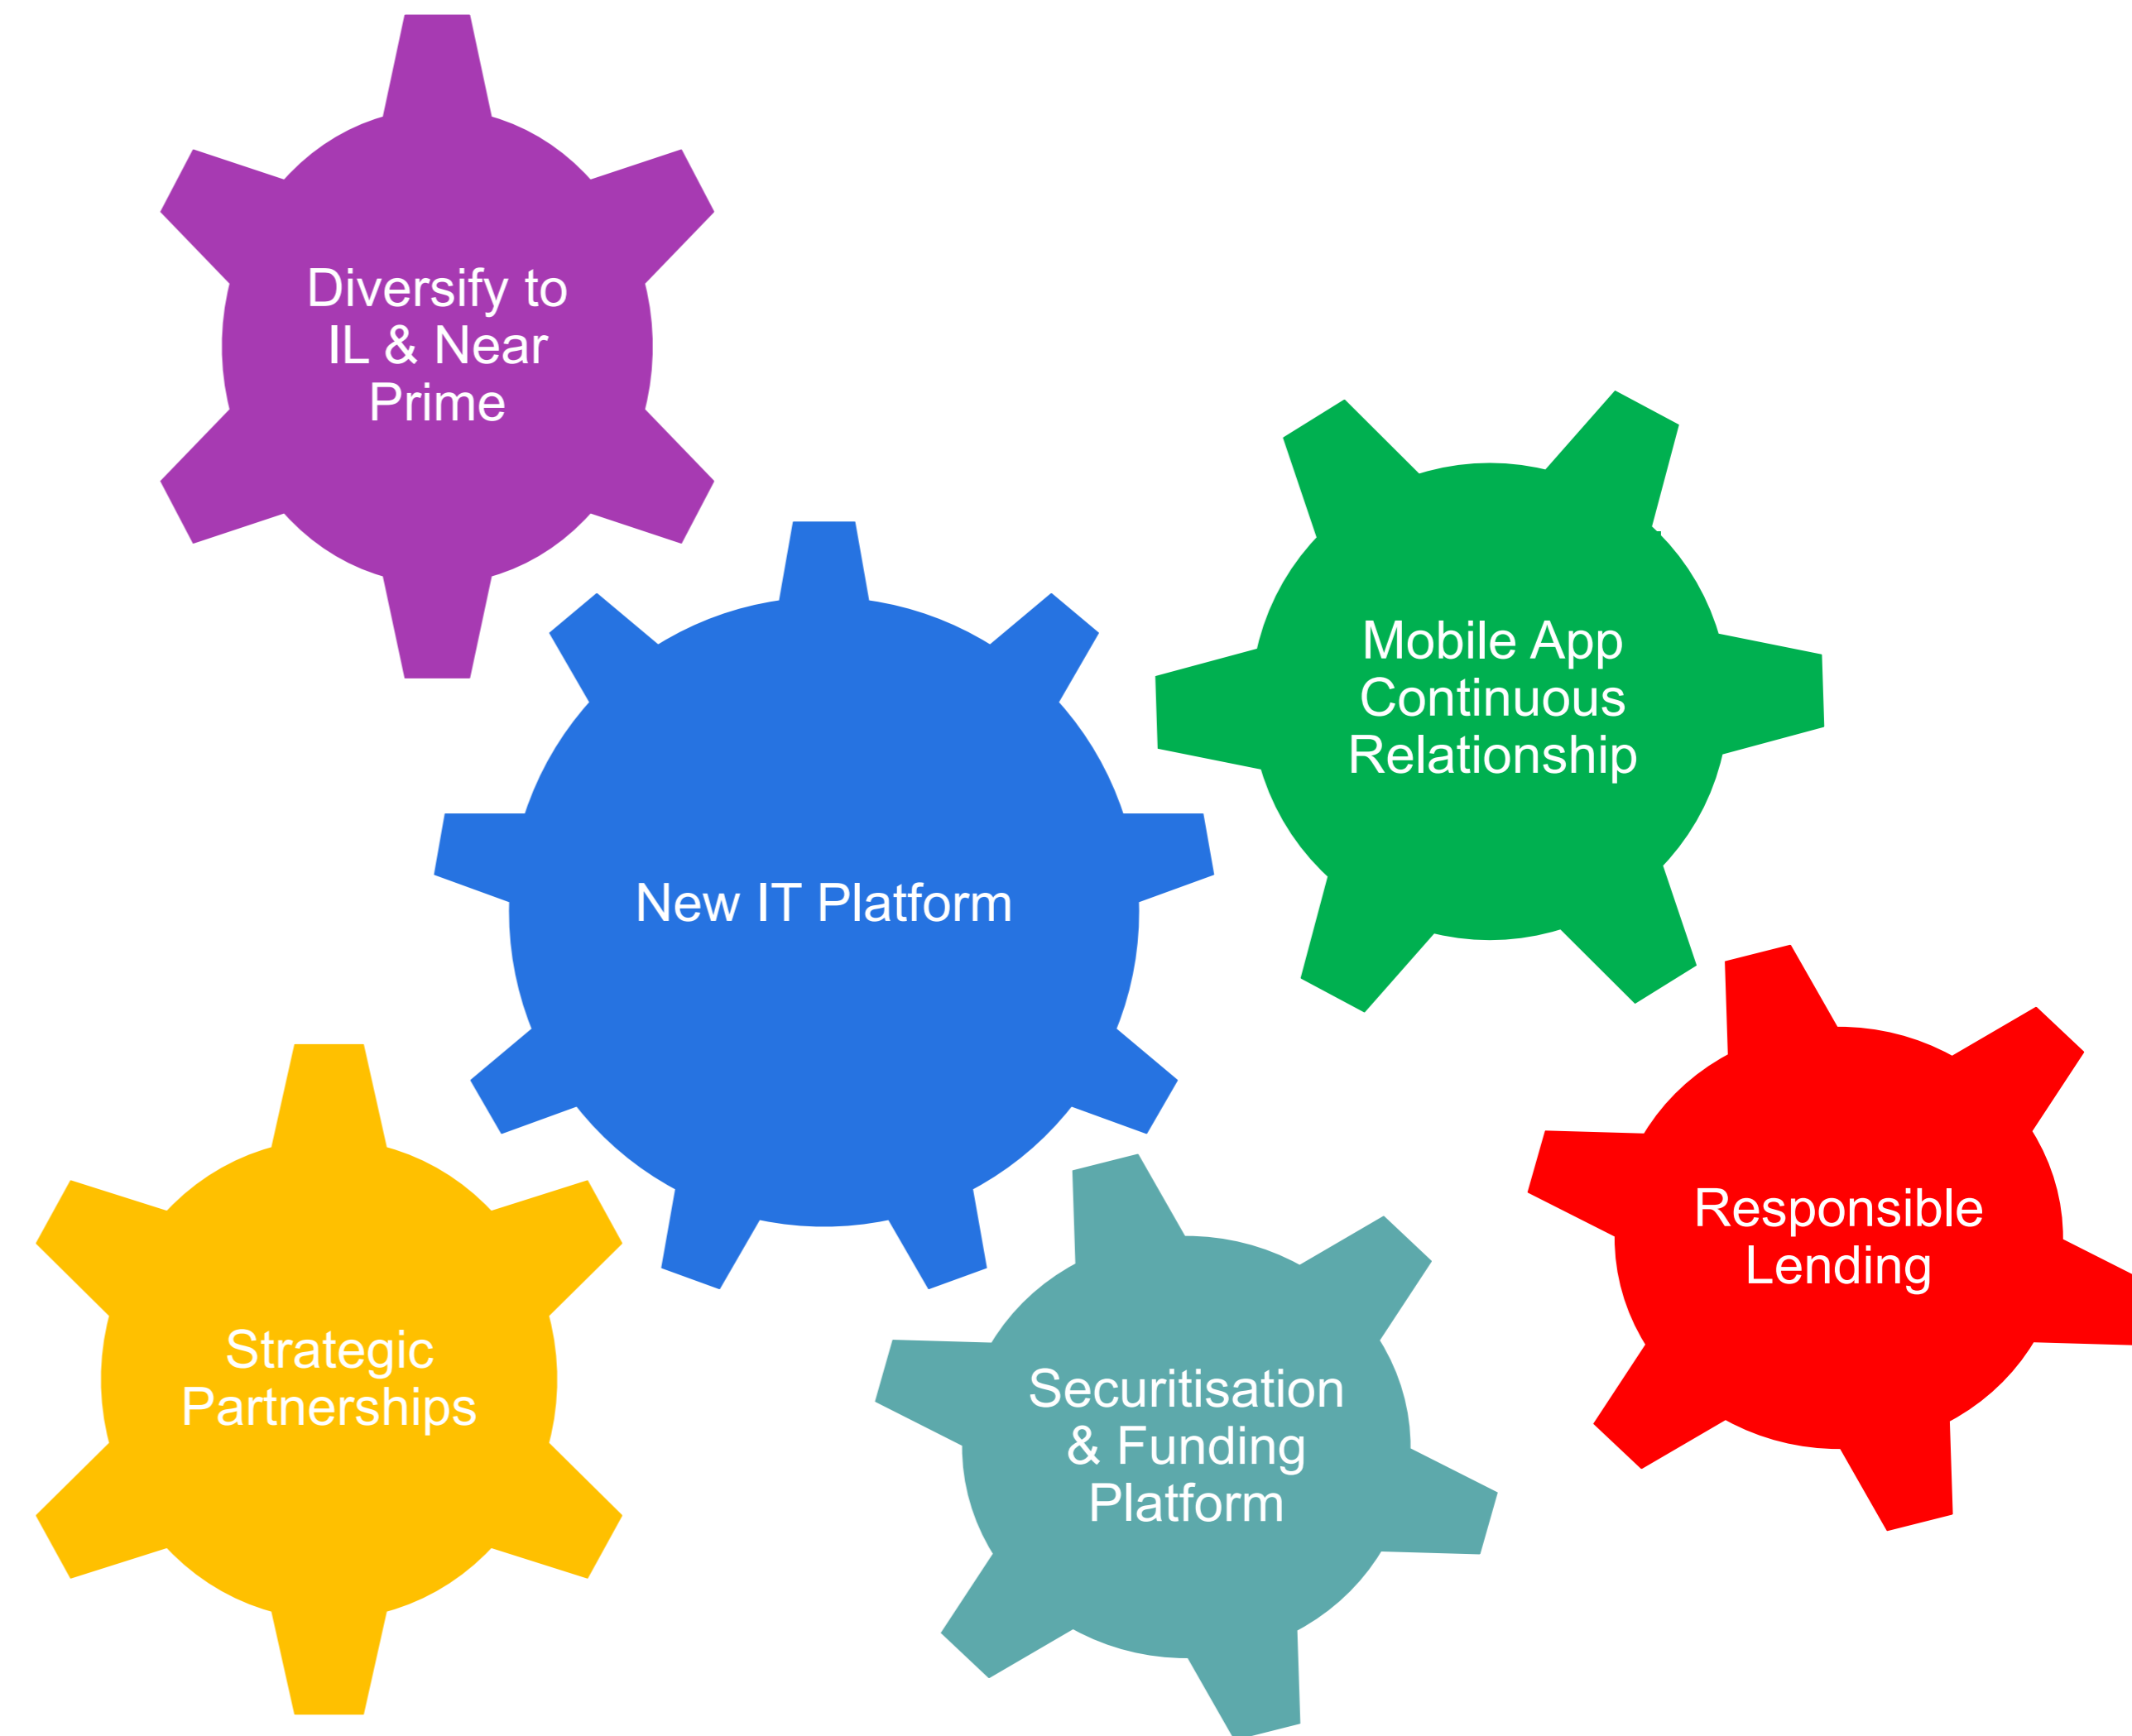 Diversify to
IL & Near
Prime
Mobile App
Continuous
Relationship
New IT Platform
Responsible
Lending
Strategic
Partnerships
Securitisation
& Funding
Platform